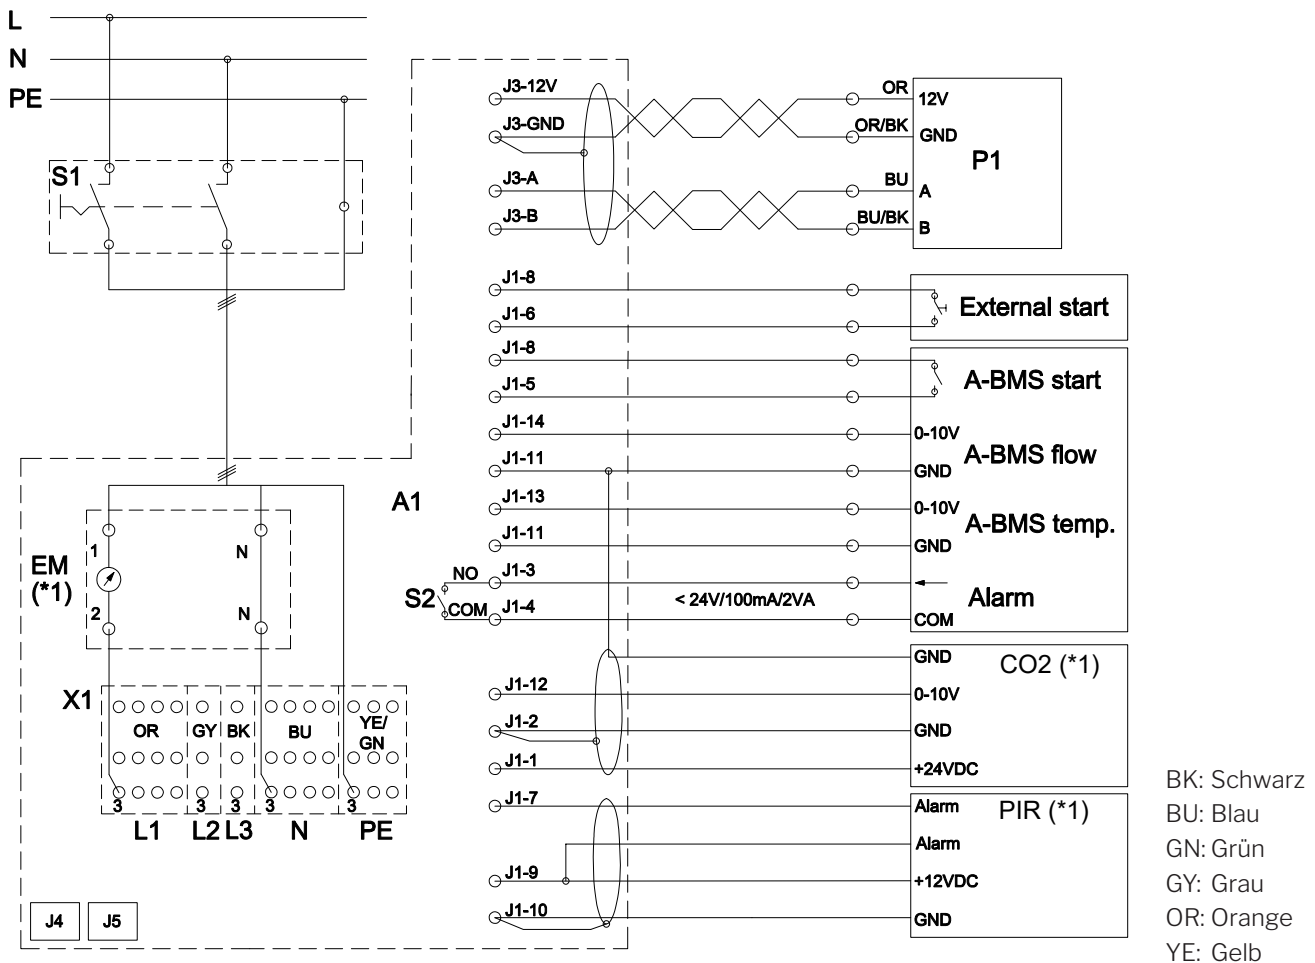 L
N
PE
S1
EM
(*1)
1
2
N
N
X1
OR
GY
BK
BU
YE/
GN
3
3
3
3
3
L1
L2
L3
N
PE
J4
J5
A1
S2
NO
COM
J3-12V
J3-GND
J3-A
J3-B
OR
OR/BK
BU
BU/BK
12V
GND
A
B
P1
J1-8
J1-6
External start
J1-8
J1-5
A-BMS start
J1-14
0-10V
A-BMS flow
J1-11
GND
J1-13
0-10V
A-BMS temp.
J1-11
GND
J1-3
J1-4
< 24V/100mA/2VA
Alarm
COM
GND
CO2 (*1)
J1-12
0-10V
J1-2
GND
J1-1
+24VDC
J1-7
Alarm
PIR (*1)
Alarm
J1-9
+12VDC
J1-10
GND
BK: Schwarz
BU: Blau
GN: Grün
GY: Grau
OR: Orange
YE: Gelb